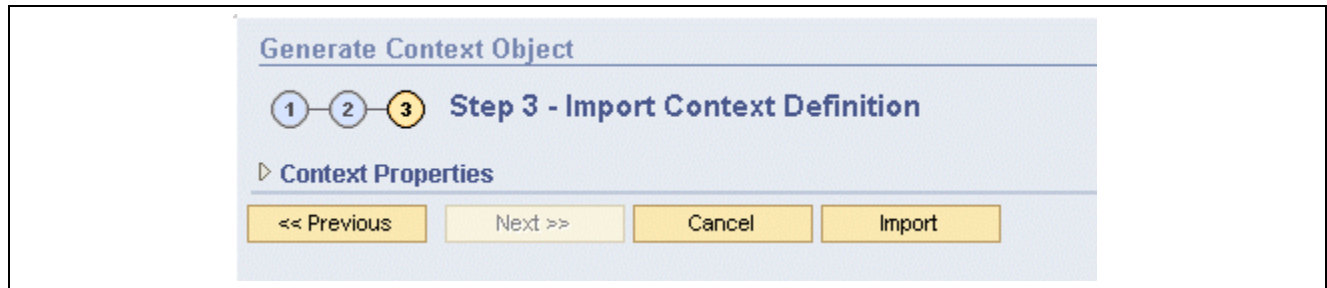 Generate Context Object
1 2 3 Step 3 - Import Context Definition
Context Properties
<< Previous Next >> Cancel Import